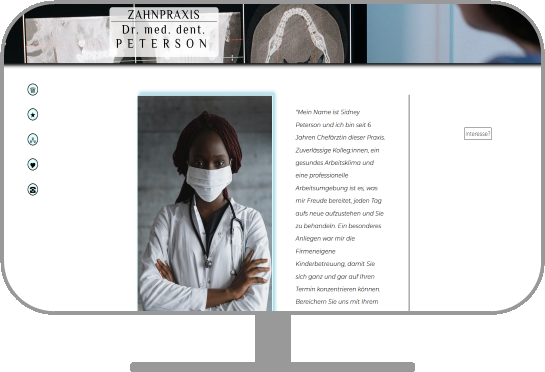 ZAHNPRAXIS
Dr. med. dent.
PETERSON
"Mein Name ist Sidney
Peterson und ich bin seit 6
Jahren Chefärztin dieser Praxis.
Zuverlässige Kolleg:innen, ein
gesundes Arbeitsklima und
eine professionelle
Arbeitsumgebung ist es, was
mir Freude bereitet, jeden Tag
aufs neue aufzustehen und Sie
zu behandeln. Ein besonderes
Anliegen war mir die
Firmeneigene
Kinderbetreuung, damit Sie
sich ganz und gar auf Ihren
Termin konzentrieren können.
Bereichern Sie uns mit Ihrem
Interesse?